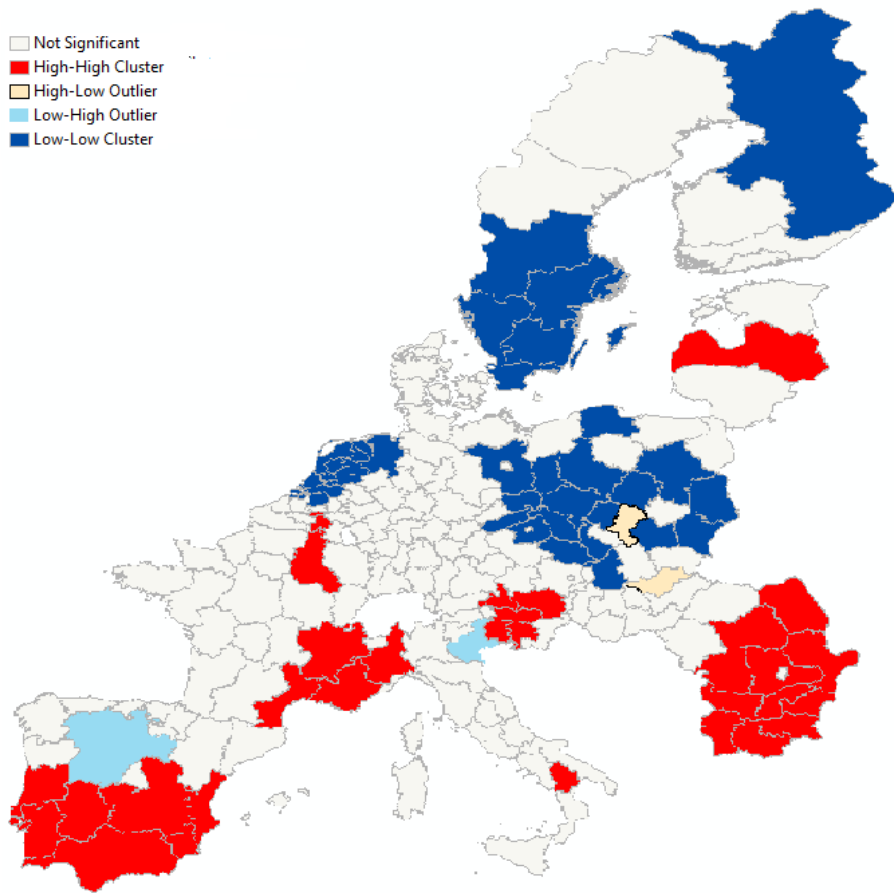 Not Significant
High-High Cluster
High-Low Outlier
Low-High Outlier
Low-Low Cluster